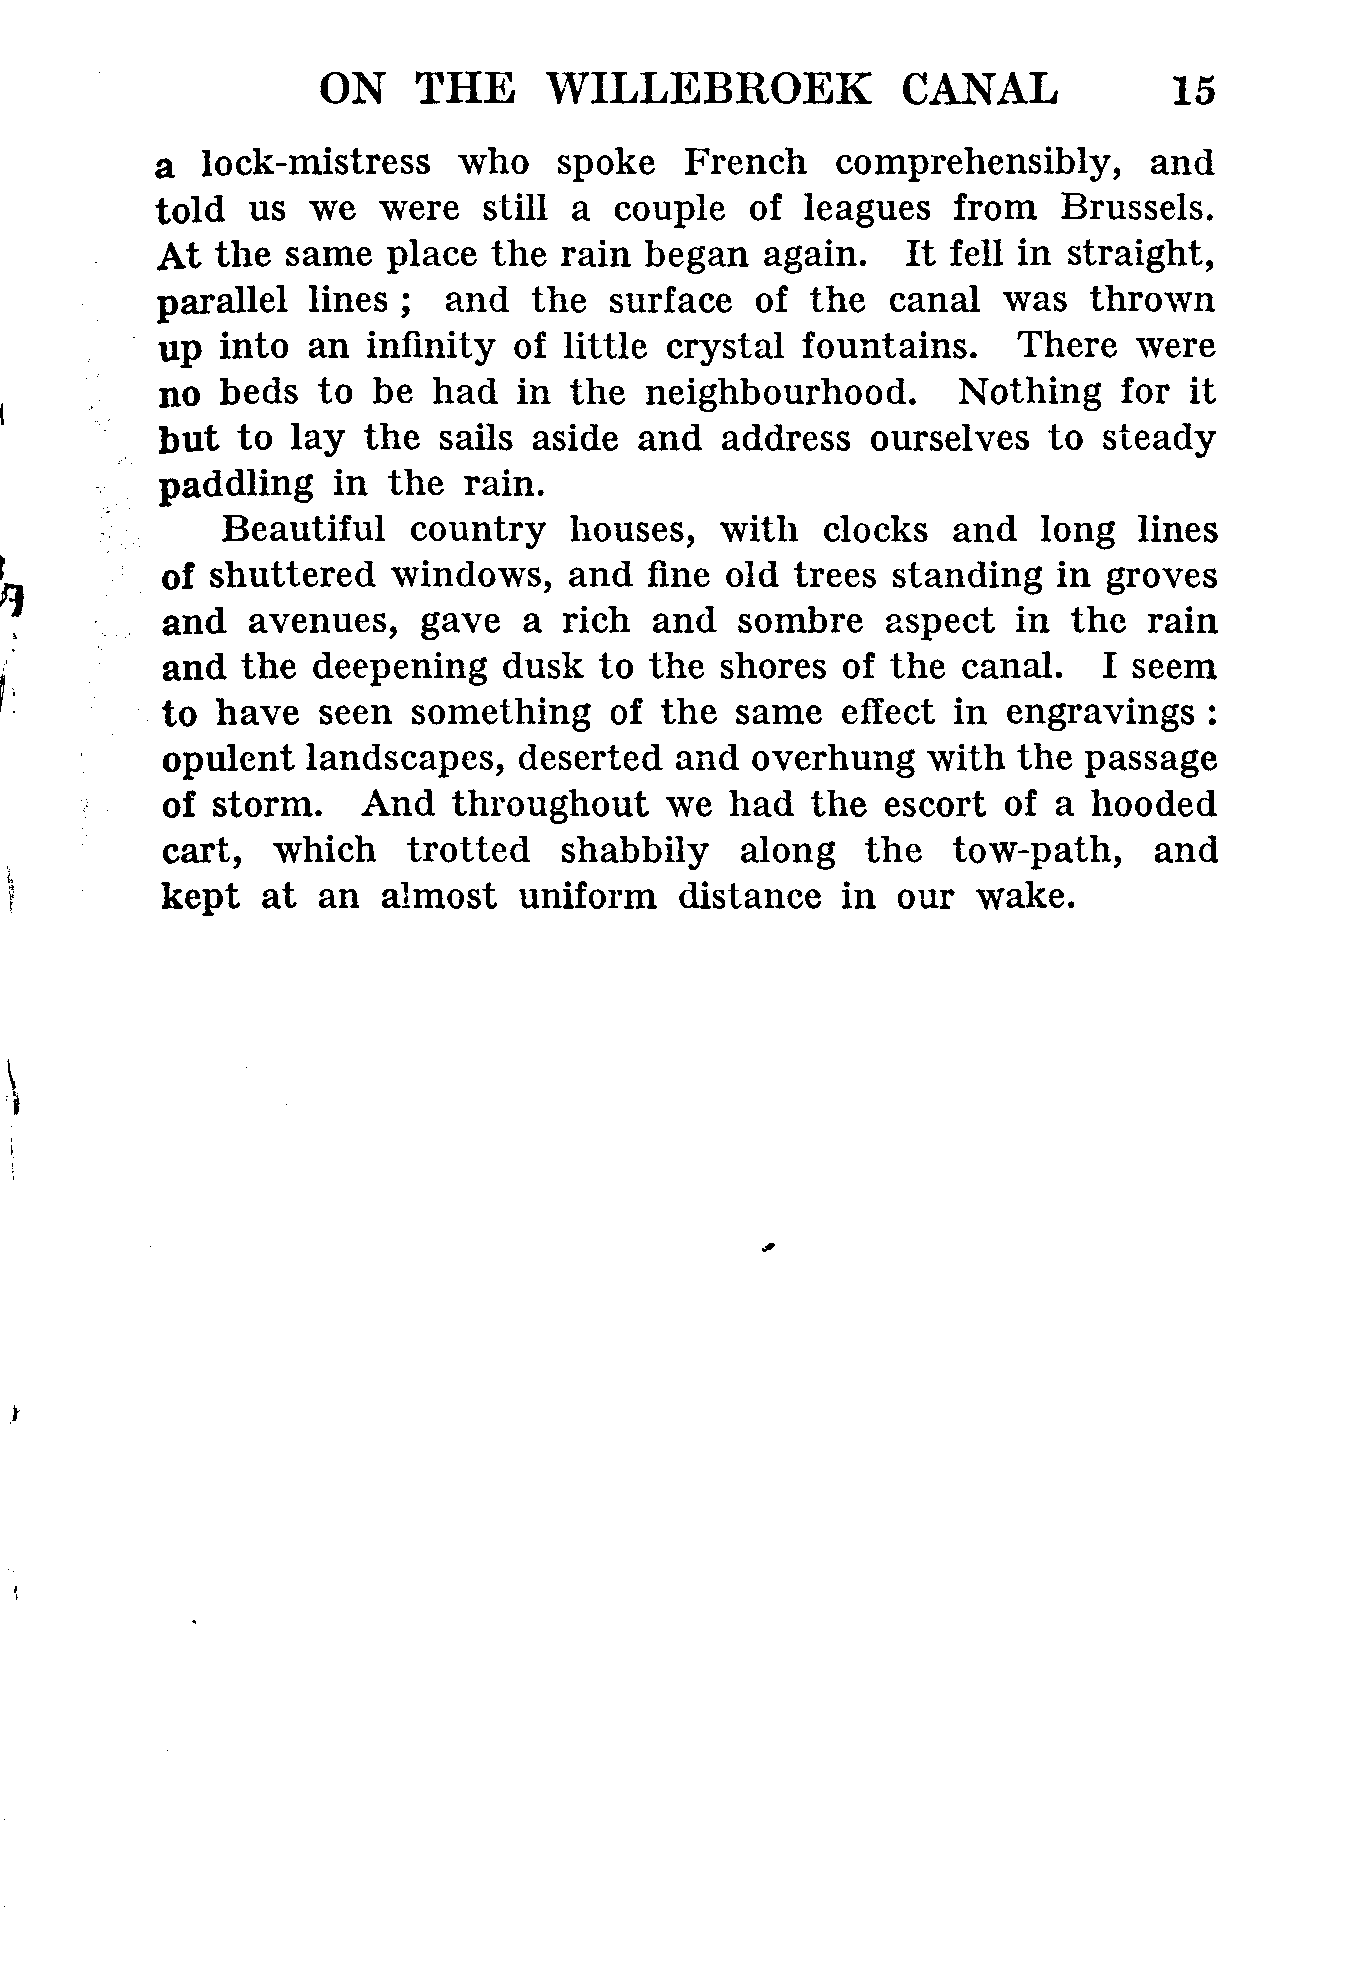 ON THE WILLEBROEK CANAL 15
a lock-mistress who spoke French comprehensibly, and
told us we were still a couple of leagues from Brussels.
At the same place the rain began again. It fell in straight,
parallel lines ; and the surface of the canal was thrown
up into an infinity of little crystal fountains. There were
no beds to be had in the neighbourhood. Nothing for it
but to lay the sails aside and address ourselves to steady
paddling in the rain.
Beautiful country houses, with clocks and long lines
of shuttered windows, and fine old trees standing in groves
and avenues, gave a rich and sombre aspect in the rain
and the deepening dusk to the shores of the canal. I seem
to have seen something of the same effect in engravings :
opulent landscapes, deserted and overhung with the passage
of storm. And throughout we had the escort of a hooded
cart, which trotted shabbily along the tow-path, and
kept at an almost uniform distance in our wake.